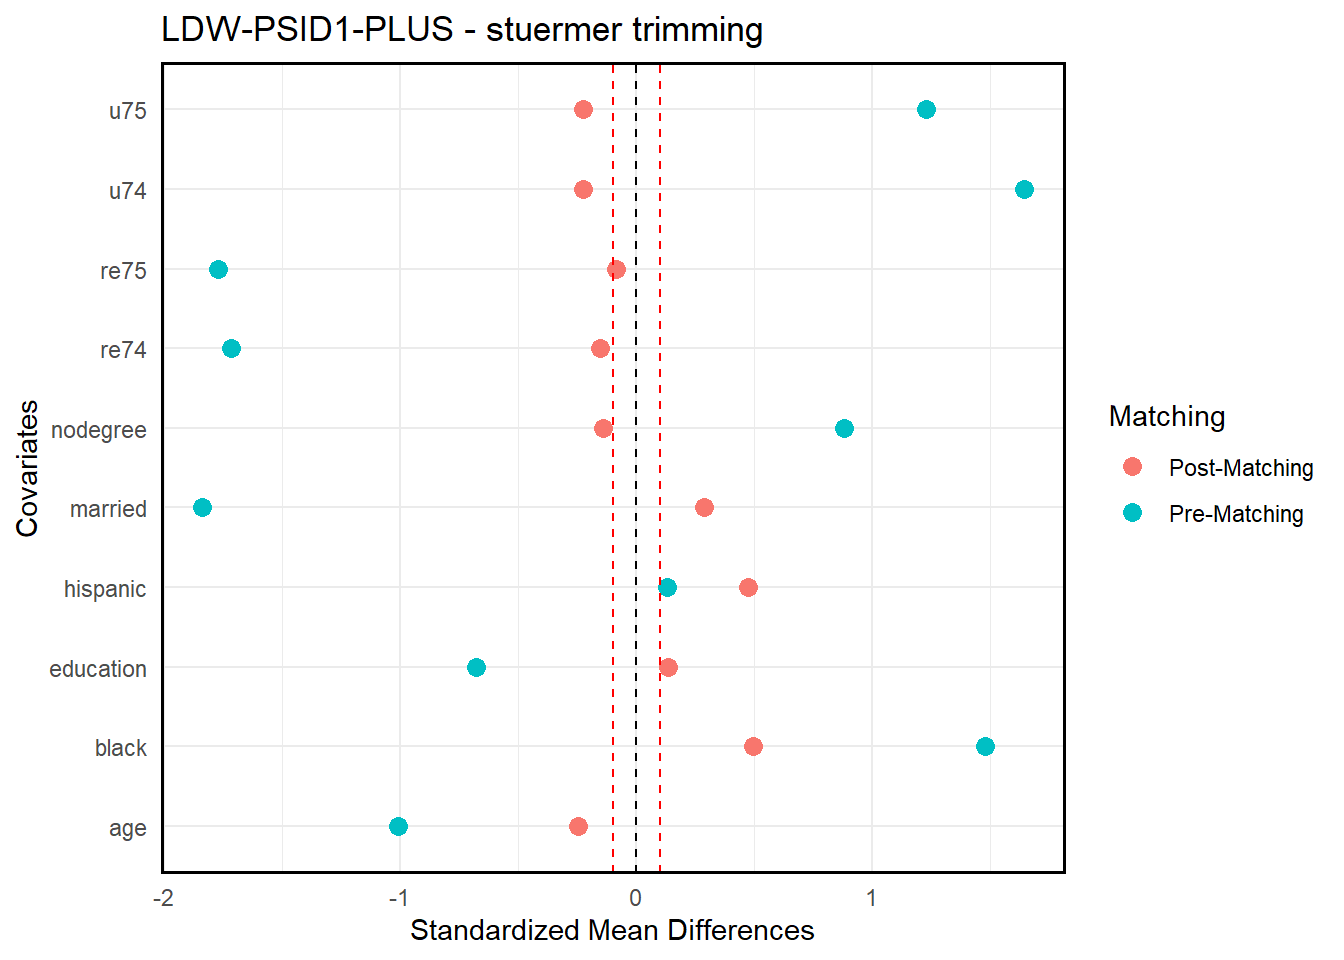 LDW-PSID1-PLUS - stuermer trimming
u75
u74
re75
re74
nodegree
married
hispanic
education
black
age
Covariates
-2
-1
0
1
Standardized Mean Differences
Matching
Post-Matching
Pre-Matching